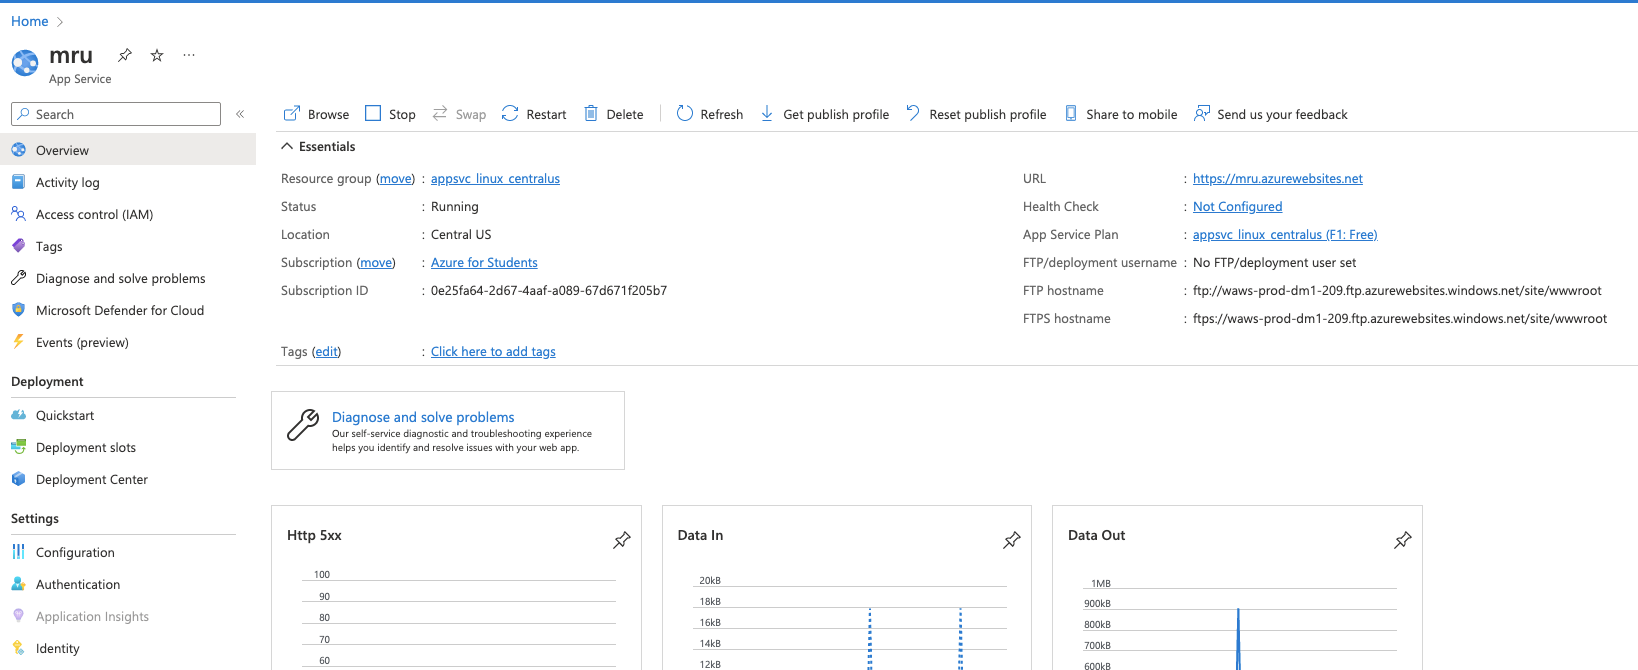 Home
mru
App Service
Search
Browse Stop Swap Restart Delete Refresh Get publish profile Reset publish profile Share to mobile Send us your feedback
Overview
Activity log
Access control (IAM)
Tags
Diagnose and solve problems
Microsoft Defender for Cloud
Events (preview)
Deployment
Quickstart
Deployment slots
Deployment Center
Settings
Configuration
Authentication
Application Insights
Identity
Essentials
Resource group (move) : appsvc_linux_centralus
Status : Running
Location : Central US
Subscription (move) : Azure for Students
Subscription ID : 0e25fa64-2d67-4aaf-a089-67d671f205b7
Tags (edit) : Click here to add tags
URL : https://mru.azurewebsites.net
Health Check : Not Configured
App Service Plan : appsvc_linux_centralus (F1: Free)
FTP/deployment username : No FTP/deployment user set
FTP hostname : ftp://waws-prod-dm1-209.ftp.azurewebsites.windows.net/site/wwwroot
FTPS hostname : ftps://waws-prod-dm1-209.ftp.azurewebsites.windows.net/site/wwwroot
Diagnose and solve problems
Our self-service diagnostic and troubleshooting experience
helps you identify and resolve issues with your web app.
Http 5xx
100
90
80
70
60
Data In
20kB
18kB
16kB
14kB
12kB
Data Out
1MB
900kB
800kB
700kB
600kB